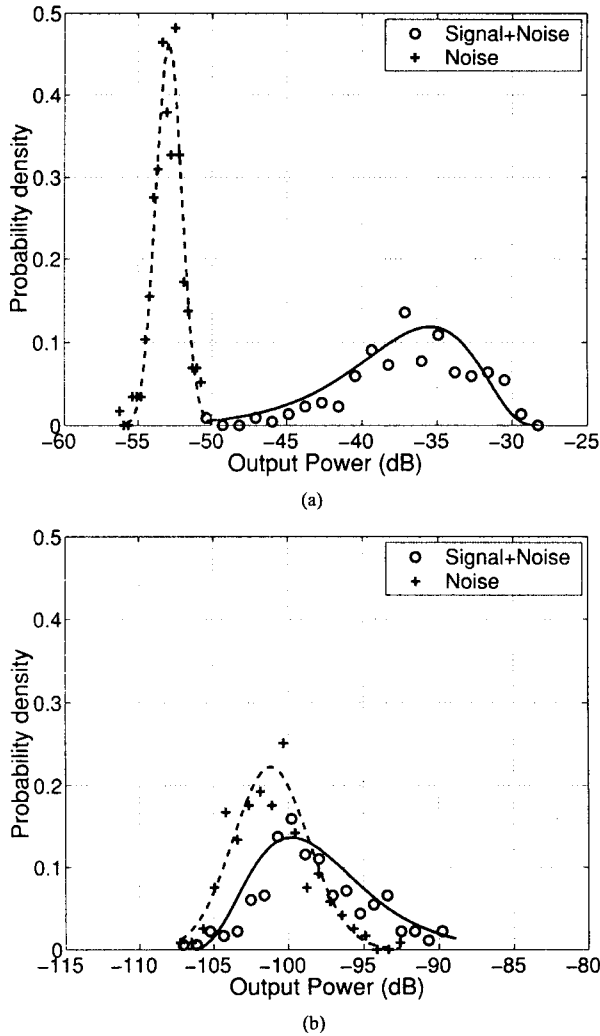 0.5
0.4
0.3
0.2
0.1
0
Probability density
Signal+Noise
Noise
−60 −55 −50 −45 −40 −35 −30 −25
Output Power (dB)
(a)
0.5
0.4
0.3
0.2
0.1
0
Probability density
Signal+Noise
Noise
−115 −110 −105 −100 −95 −90 −85 −80
Output Power (dB)
(b)